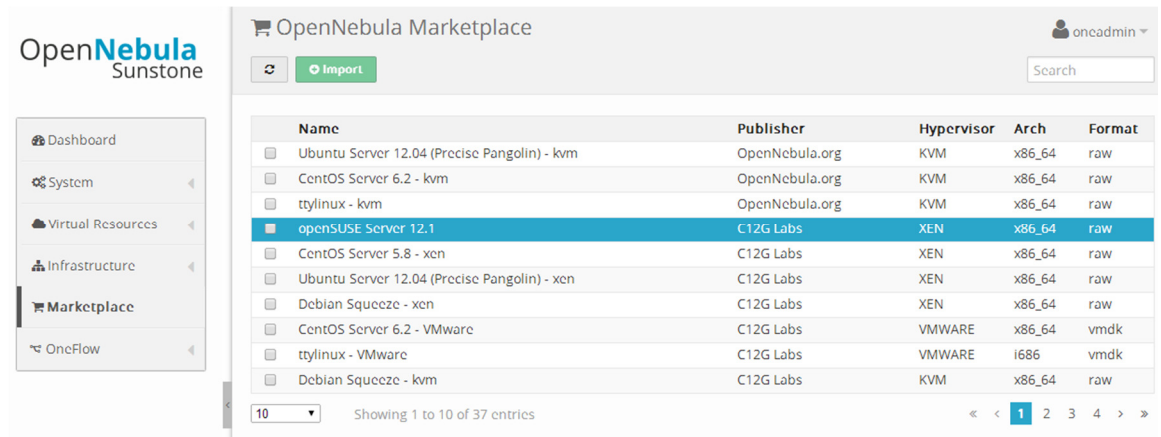 OpenNebula
Sunstone
Dashboard
System
Virtual Resources
Infrastructure
Marketplace
OneFlow
OpenNebula Marketplace
oneadmin
Import
Search
Name Publisher Hypervisor Arch Format
Ubuntu Server 12.04 (Precise Pangolin) - kvm OpenNebula.org KVM x86_64 raw
CentOS Server 6.2 - kvm OpenNebula.org KVM x86_64 raw
ttylinux - kvm OpenNebula.org KVM x86_64 raw
openSUSE Server 12.1 C12G Labs XEN x86_64 raw
CentOS Server 5.8 - xen C12G Labs XEN x86_64 raw
Ubuntu Server 12.04 (Precise Pangolin) - xen C12G Labs XEN x86_64 raw
Debian Squeeze - xen C12G Labs XEN x86_64 raw
CentOS Server 6.2 - VMware C12G Labs VMWARE x86_64 vmdk
ttylinux - VMware C12G Labs VMWARE i686 vmdk
Debian Squeeze - kvm C12G Labs KVM x86_64 raw
10 Showing 1 to 10 of 37 entries « < 1 2 3 4 > »